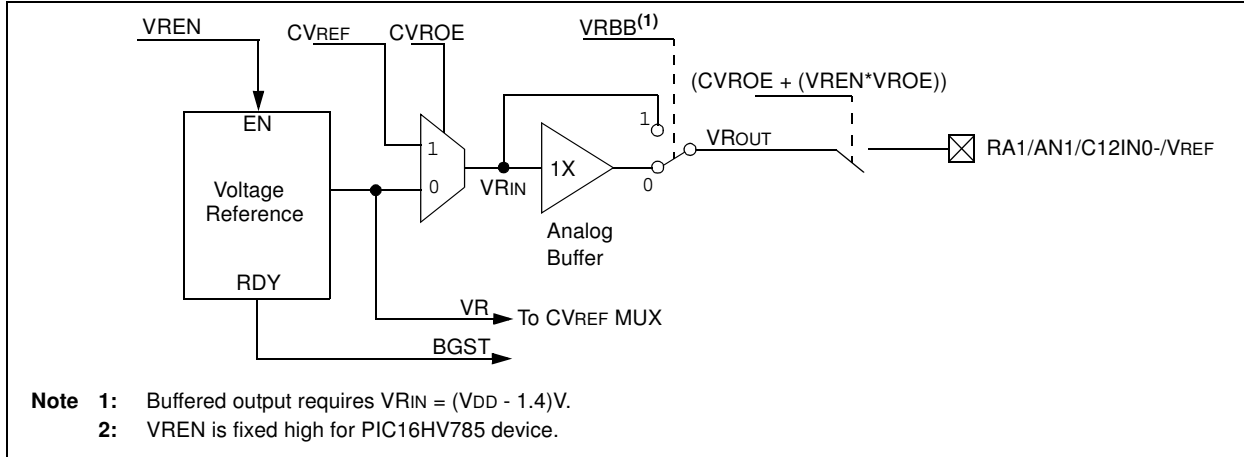 VREN
CVREF
CVROE
VRBB(1)
(CVROE + (VREN*VROE))
EN
1
1
VROUT
RA1/AN1/C12IN0-/VREF
Voltage
Reference
0
VRIN
1X
0
Analog
Buffer
RDY
VR
To CVREF MUX
BGST
Note 1: Buffered output requires VRIN = (VDD - 1.4)V.
2: VREN is fixed high for PIC16HV785 device.